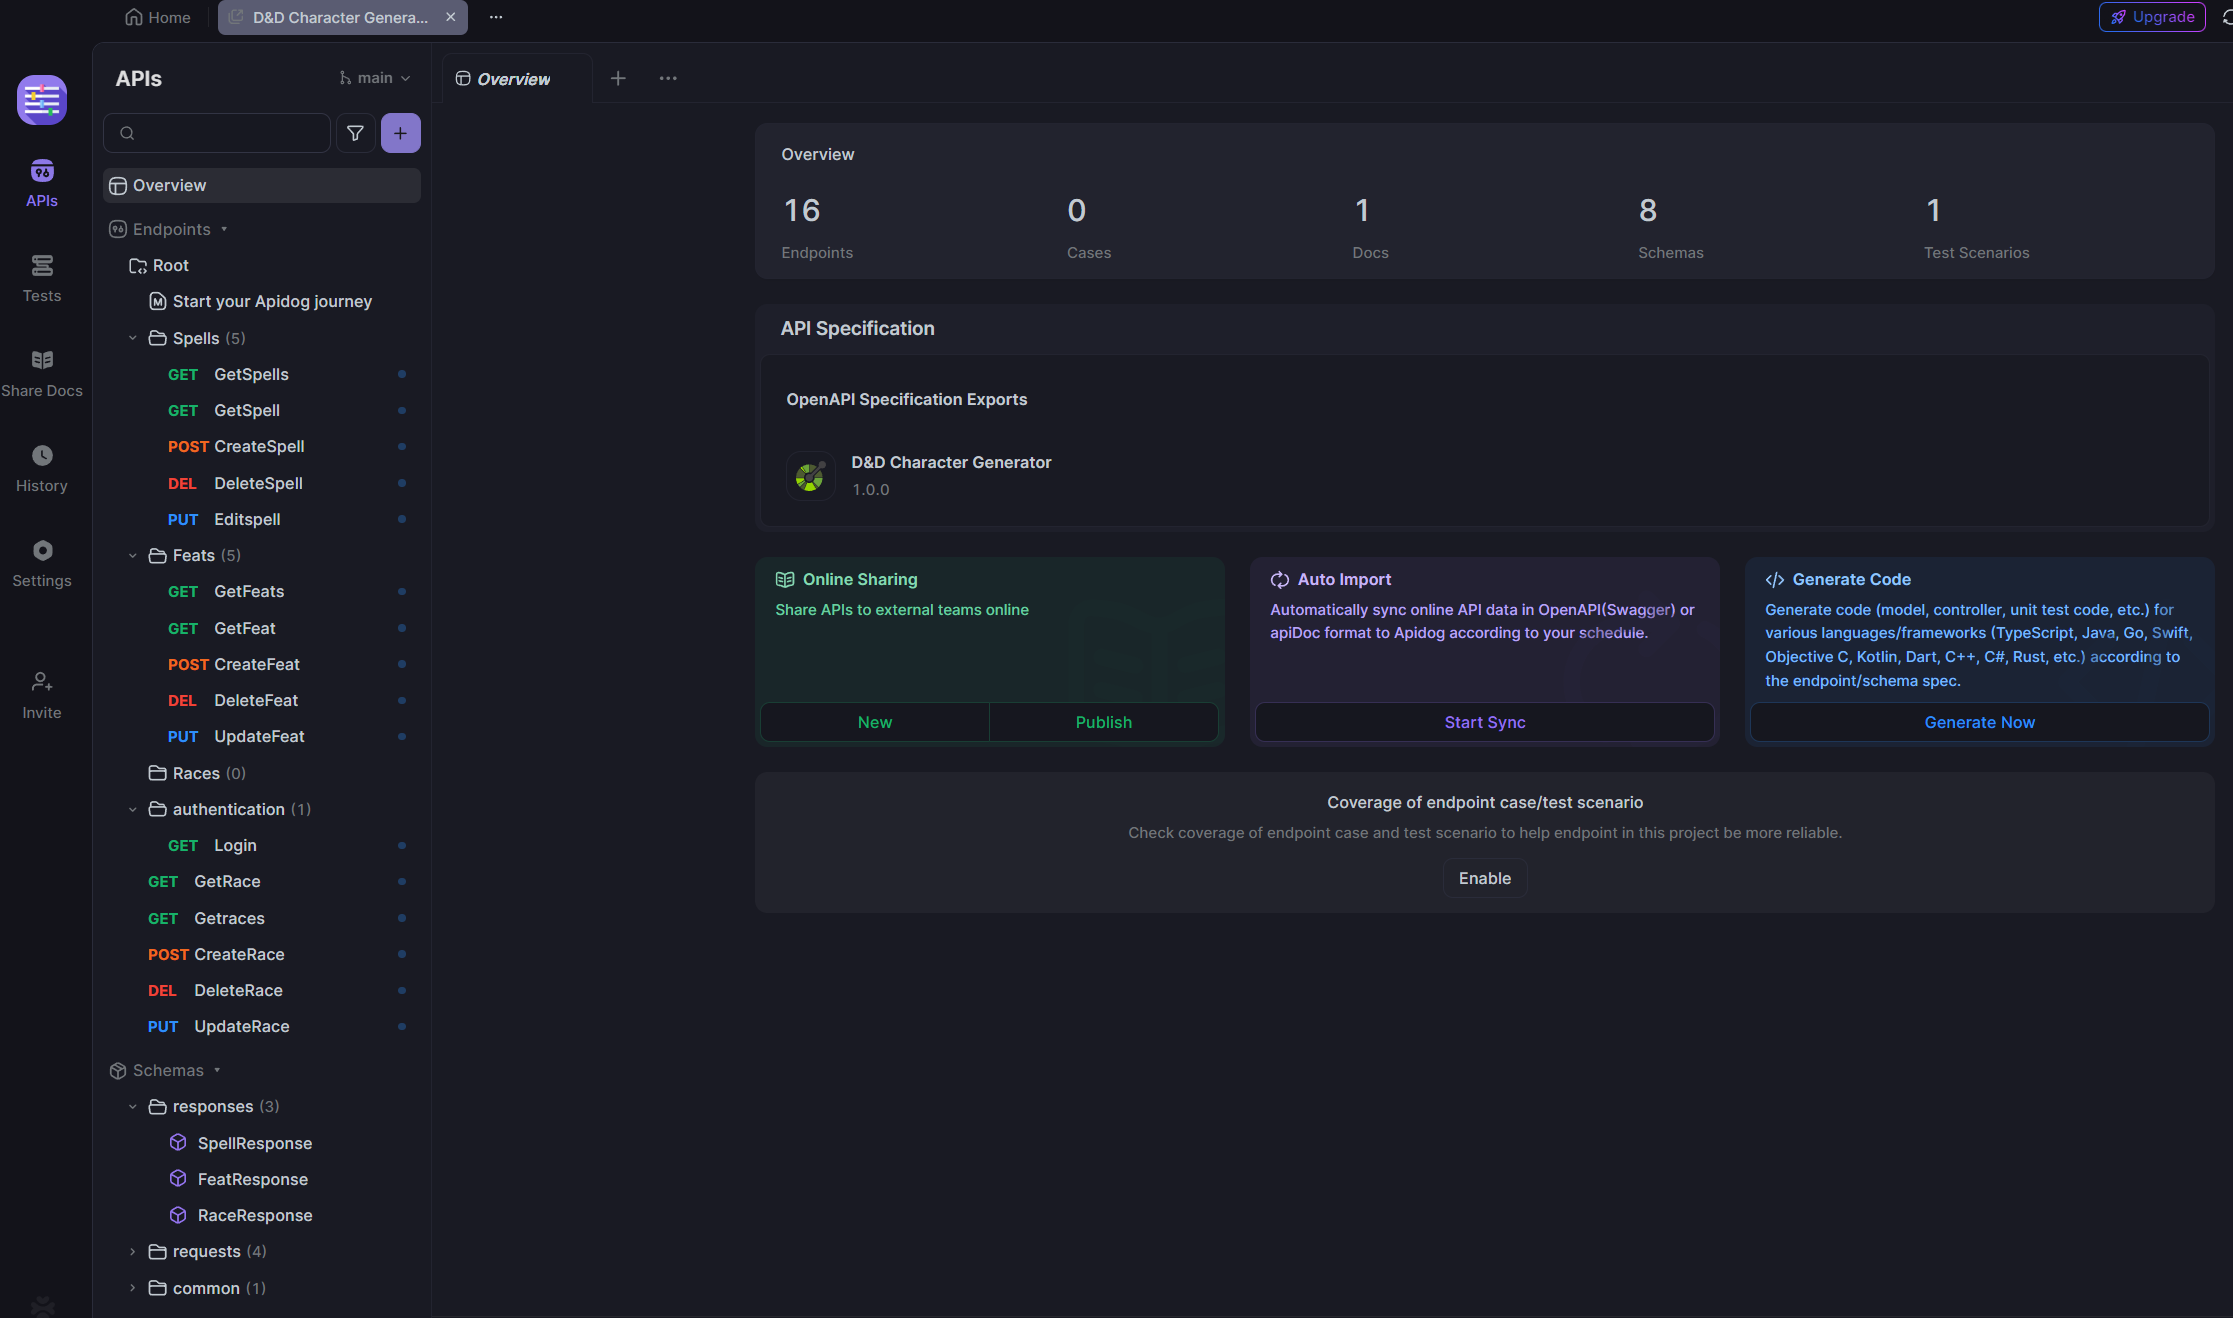 Home
D&D Character Genera...
Upgrade
APIs
main
Overview
APIs
Tests
Share Docs
History
Settings
Invite
Overview
Endpoints
Root
Start your Apidog journey
Spells (5)
GET GetSpells
GET GetSpell
POST CreateSpell
DEL DeleteSpell
PUT Editspell
Feats (5)
GET GetFeats
GET GetFeat
POST CreateFeat
DEL DeleteFeat
PUT UpdateFeat
Races (0)
authentication (1)
GET Login
GET GetRace
GET Getraces
POST CreateRace
DEL DeleteRace
PUT UpdateRace
Schemas
responses (3)
SpellResponse
FeatResponse
RaceResponse
requests (4)
common (1)
Overview
16 0 1 8 1
Endpoints Cases Docs Schemas Test Scenarios
API Specification
OpenAPI Specification Exports
D&D Character Generator
1.0.0
Online Sharing
Share APIs to external teams online
New Publish
Auto Import
Automatically sync online API data in OpenAPI(Swagger) or
apiDoc format to Apidog according to your schedule.
Start Sync
Generate Code
Generate code (model, controller, unit test code, etc.) for
various languages/frameworks (TypeScript, Java, Go, Swift,
Objective C, Kotlin, Dart, C++, C#, Rust, etc.) according to
the endpoint/schema spec.
Generate Now
Coverage of endpoint case/test scenario
Check coverage of endpoint case and test scenario to help endpoint in this project be more reliable.
Enable